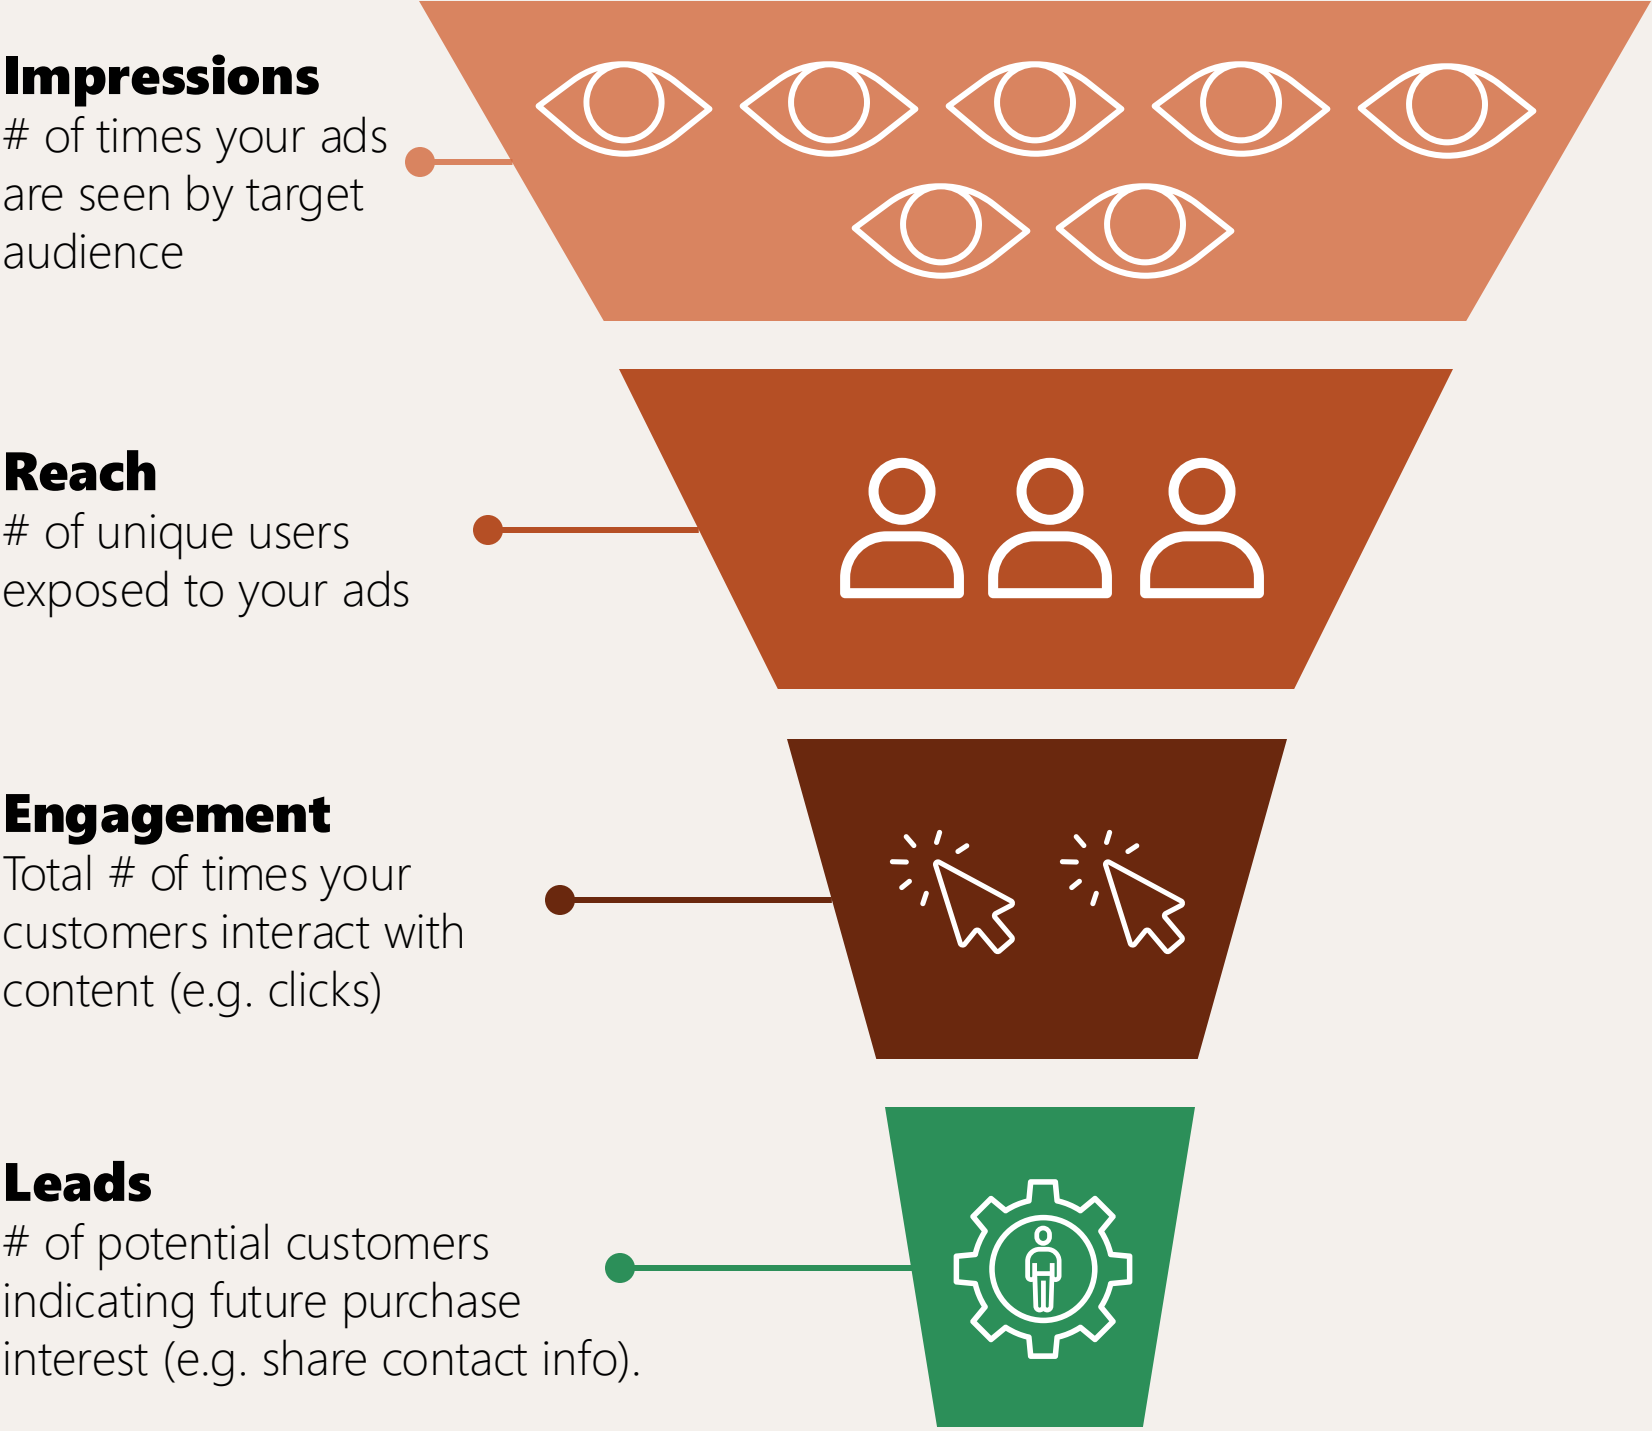 Impressions
# of times your ads
are seen by target
audience
Reach
# of unique users
exposed to your ads
Engagement
Total # of times your
customers interact with
content (e.g. clicks)
Leads
# of potential customers
indicating future purchase
interest (e.g. share contact info).